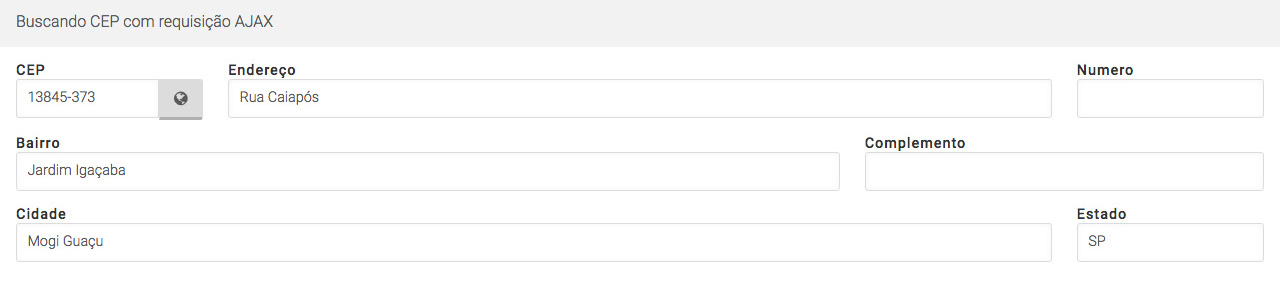 Buscando CEP com requisição AJAX
CEP Endereço Numero
13845-373 Rua Caiapós
Bairro Complemento
Jardim Igaçaba
Cidade Estado
Mogi Guaçu SP